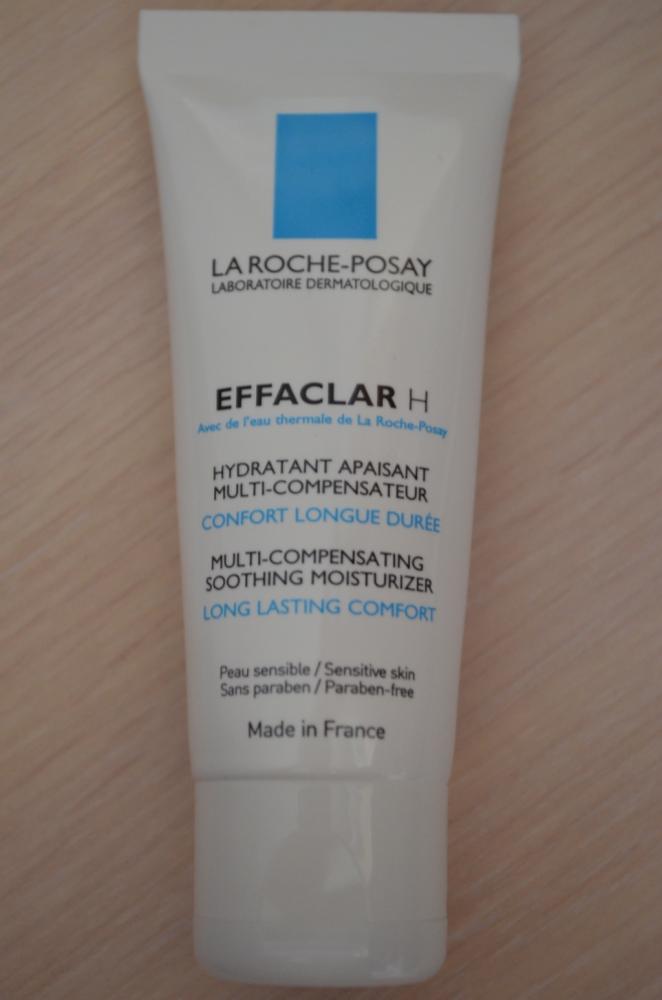 LA ROCHE-POSAY
LABORATOIRE DERMATOLOGIQUE
EFFACLAR H
Avec de l'eau thermale de La Roche-Posay
HYDRATANT APAISANT
MULTI-COMPENSATEUR
CONFORT LONGUE DURÉE
MULTI-COMPENSATING
SOOTHING MOISTURIZER
LONG LASTING COMFORT
Peau sensible / Sensitive skin
Sans paraben / Paraben-free
Made in France